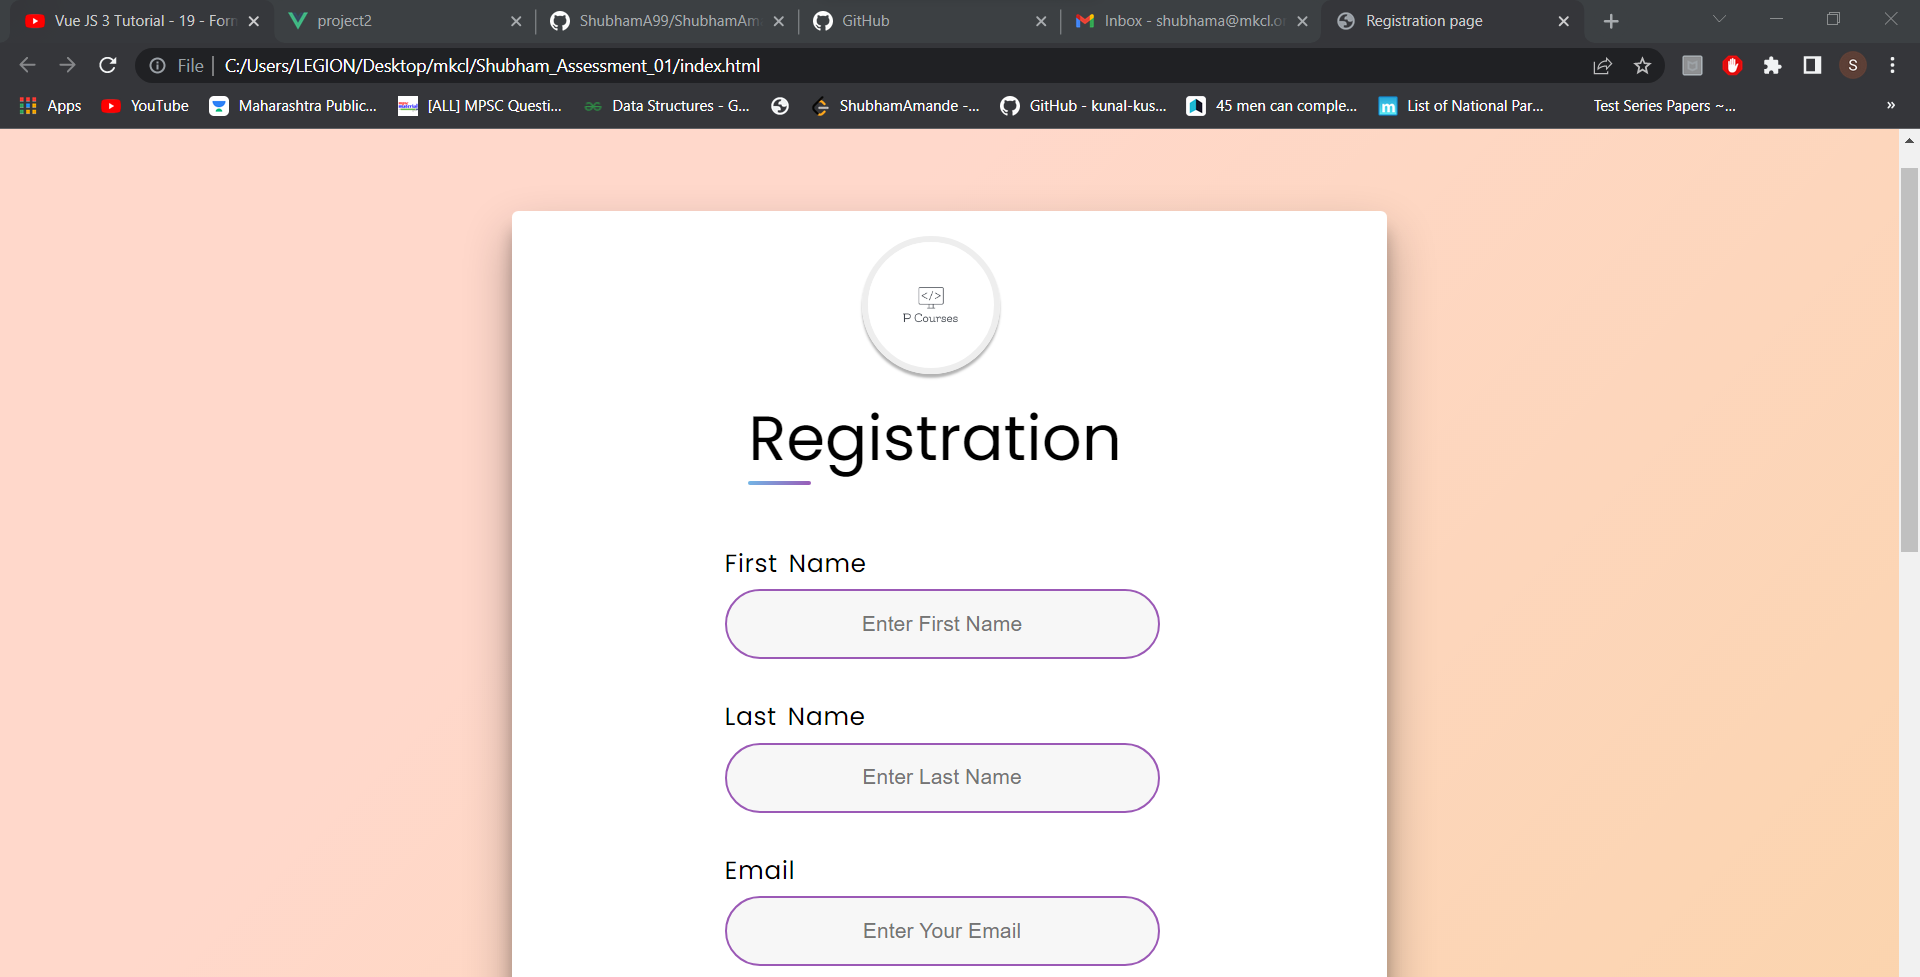 Vue JS 3 Tutorial - 19 - Forn
project2
ShubhamA99/ShubhamAm
GitHub
Inbox - shubhama@mkcl.o
Registration page
File
C:/Users/LEGION/Desktop/mkcl/Shubham_Assessment_01/index.html
S
Apps
YouTube
Maharashtra Public...
[ALL] MPSC Questi...
Data Structures - G...
ShubhamAmande -...
GitHub - kunal-kus...
45 men can comple...
m
List of National Par...
Test Series Papers ~...
»
</>
P Courses
Registration
First Name
Enter First Name
Last Name
Enter Last Name
Email
Enter Your Email